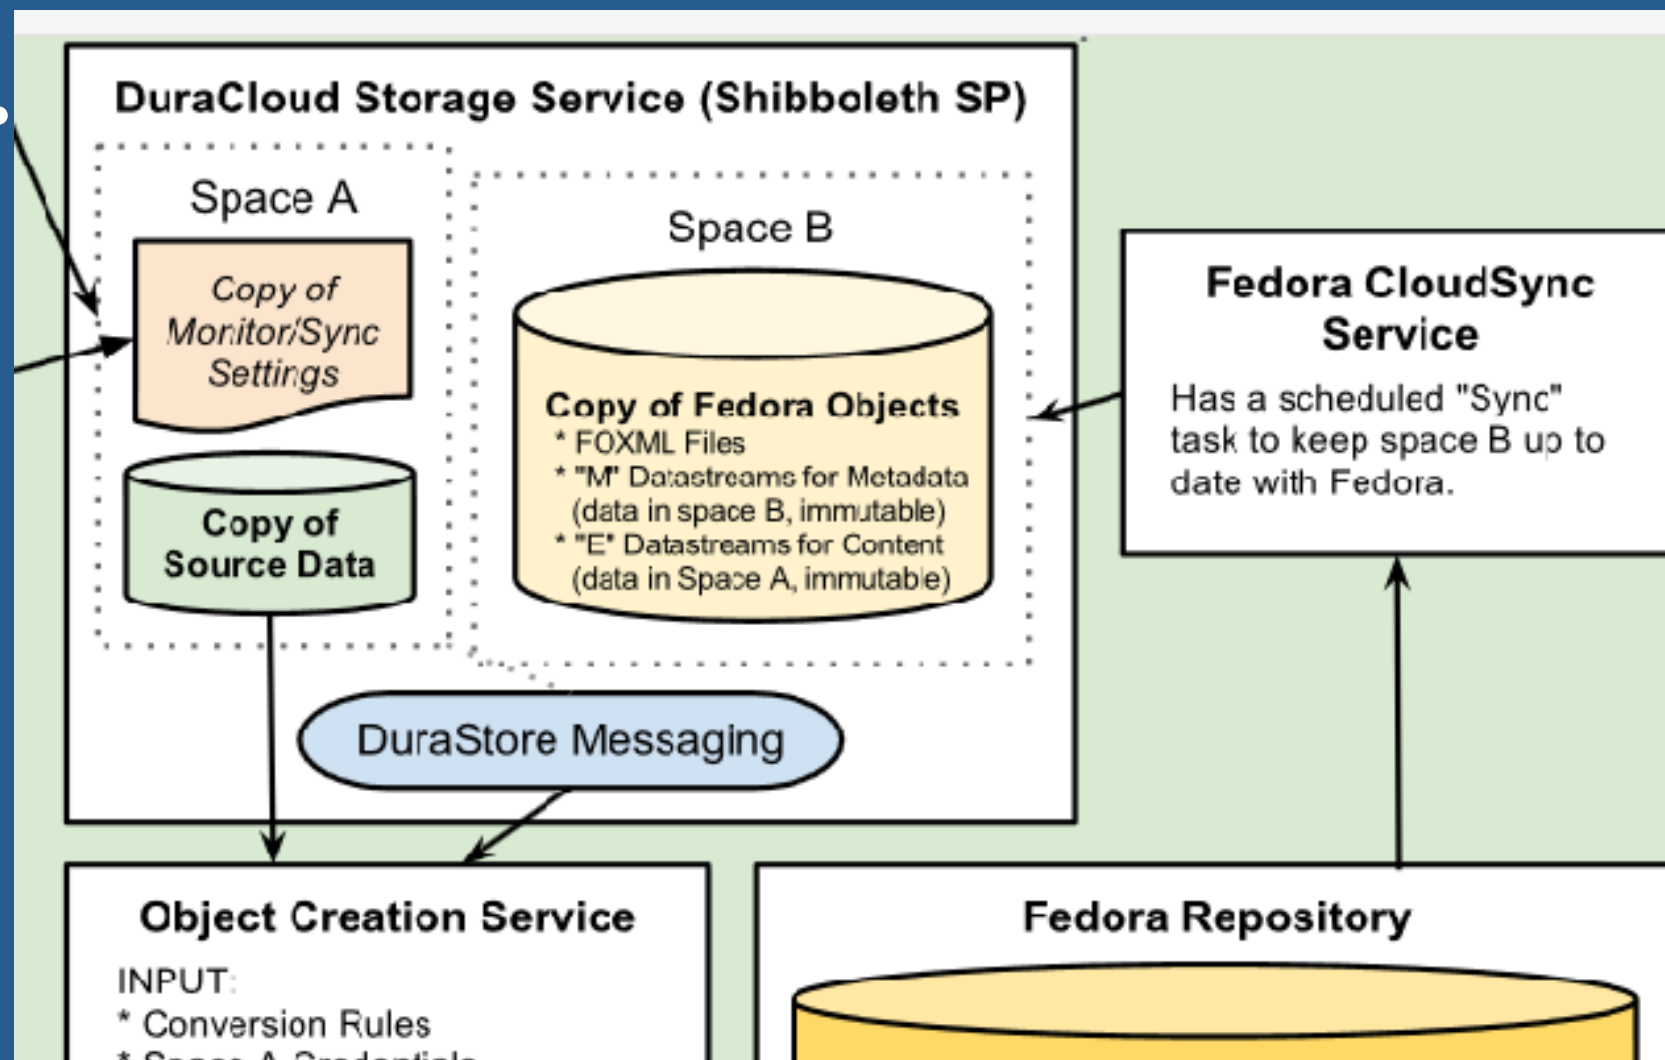 DuraCloud Storage Service (Shibboleth SP)
Space A
Copy of
Monitor/Sync
Settings
Copy of
Source Data
Space B
Copy of Fedora Objects
* FOXML Files
* "M" Datastreams for Metadata
(data in space B, immutable)
* "E" Datastreams for Content
(data in Space A, immutable)
DuraStore Messaging
Fedora CloudSync
Service
Has a scheduled "Sync"
task to keep space B up to
date with Fedora.
Object Creation Service
INPUT:
* Conversion Rules
* Space A Credentials
Fedora Repository